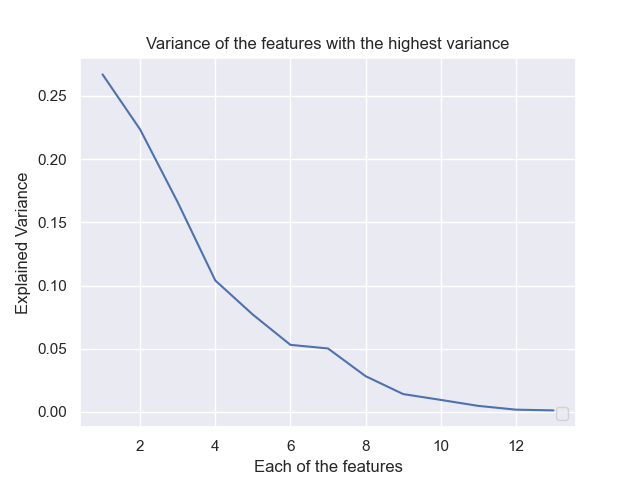 Variance of the features with the highest variance
0.25
0.20
0.15
0.10
0.05
0.00
Explained Variance
2 4 6 8 10 12
Each of the features